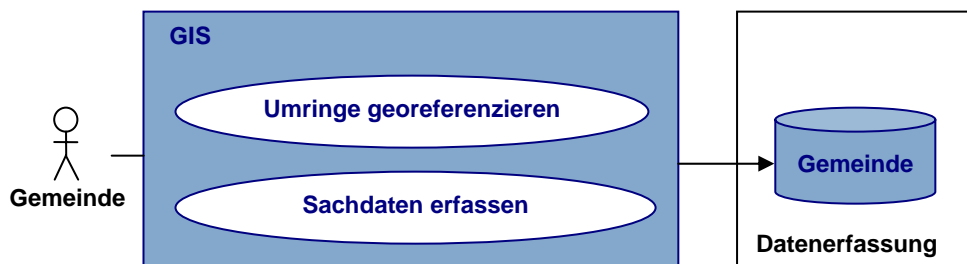 GIS
Umringe georeferenzieren
Gemeinde
Gemeinde
Sachdaten erfassen
Datenerfassung